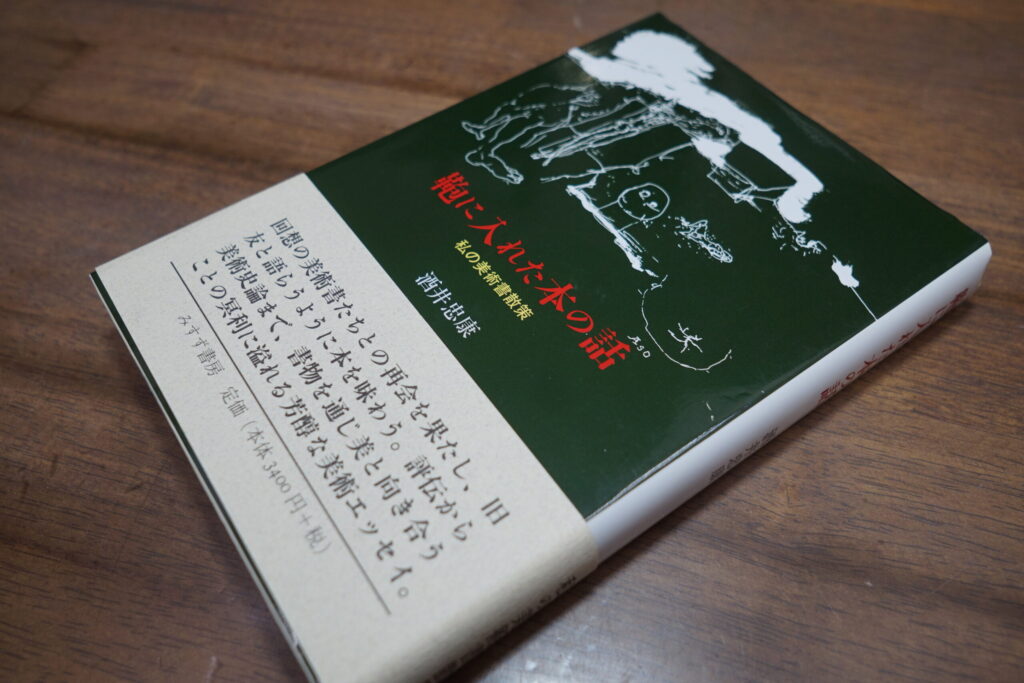 鞄に入れた本の話
私の美術書散策
酒井忠康
回想の美術書たちとの再会を果たし、旧
友と語らうように本を味わう。評伝から
美術史論まで、書物を通じ美と向き合う
ことの冥利に溢れる芳醇な美術エッセイ。
みすず書房 定価(本体3400円+税)